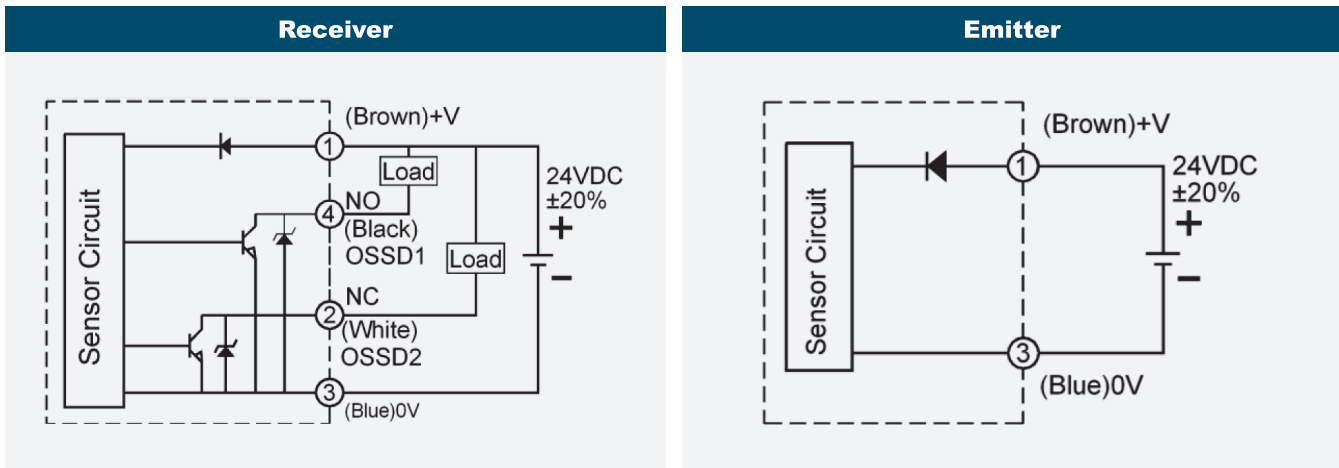 Receiver
Emitter
Sensor Circuit
(Brown)+V
1
Load
4
NO
(Black)
OSSD1
Load
24VDC
±20%
+
−
2
NC
(White)
OSSD2
3
(Blue)0V
Sensor Circuit
(Brown)+V
1
24VDC
±20%
+
−
3
(Blue)0V